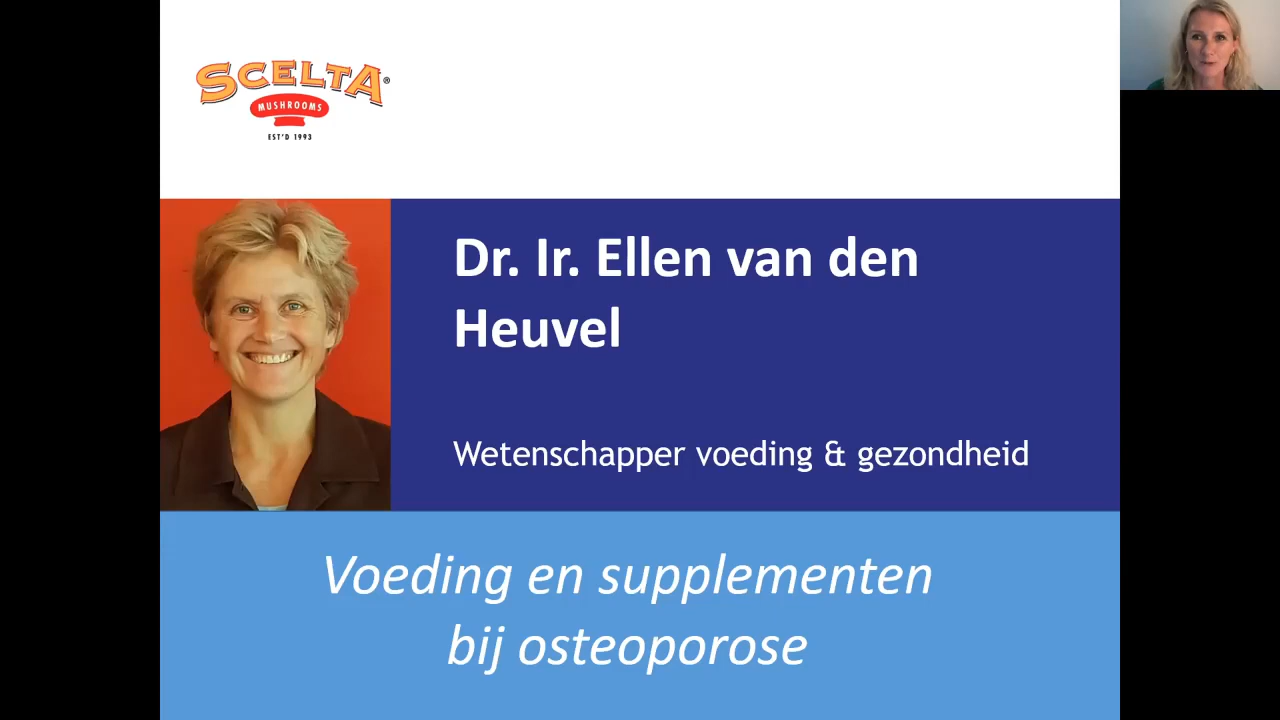 SCELTA®
MUSHROOMS
EST'D 1993
Dr. Ir. Ellen van den
Heuvel
Wetenschapper voeding & gezondheid
Voeding en supplementen
bij osteoporose